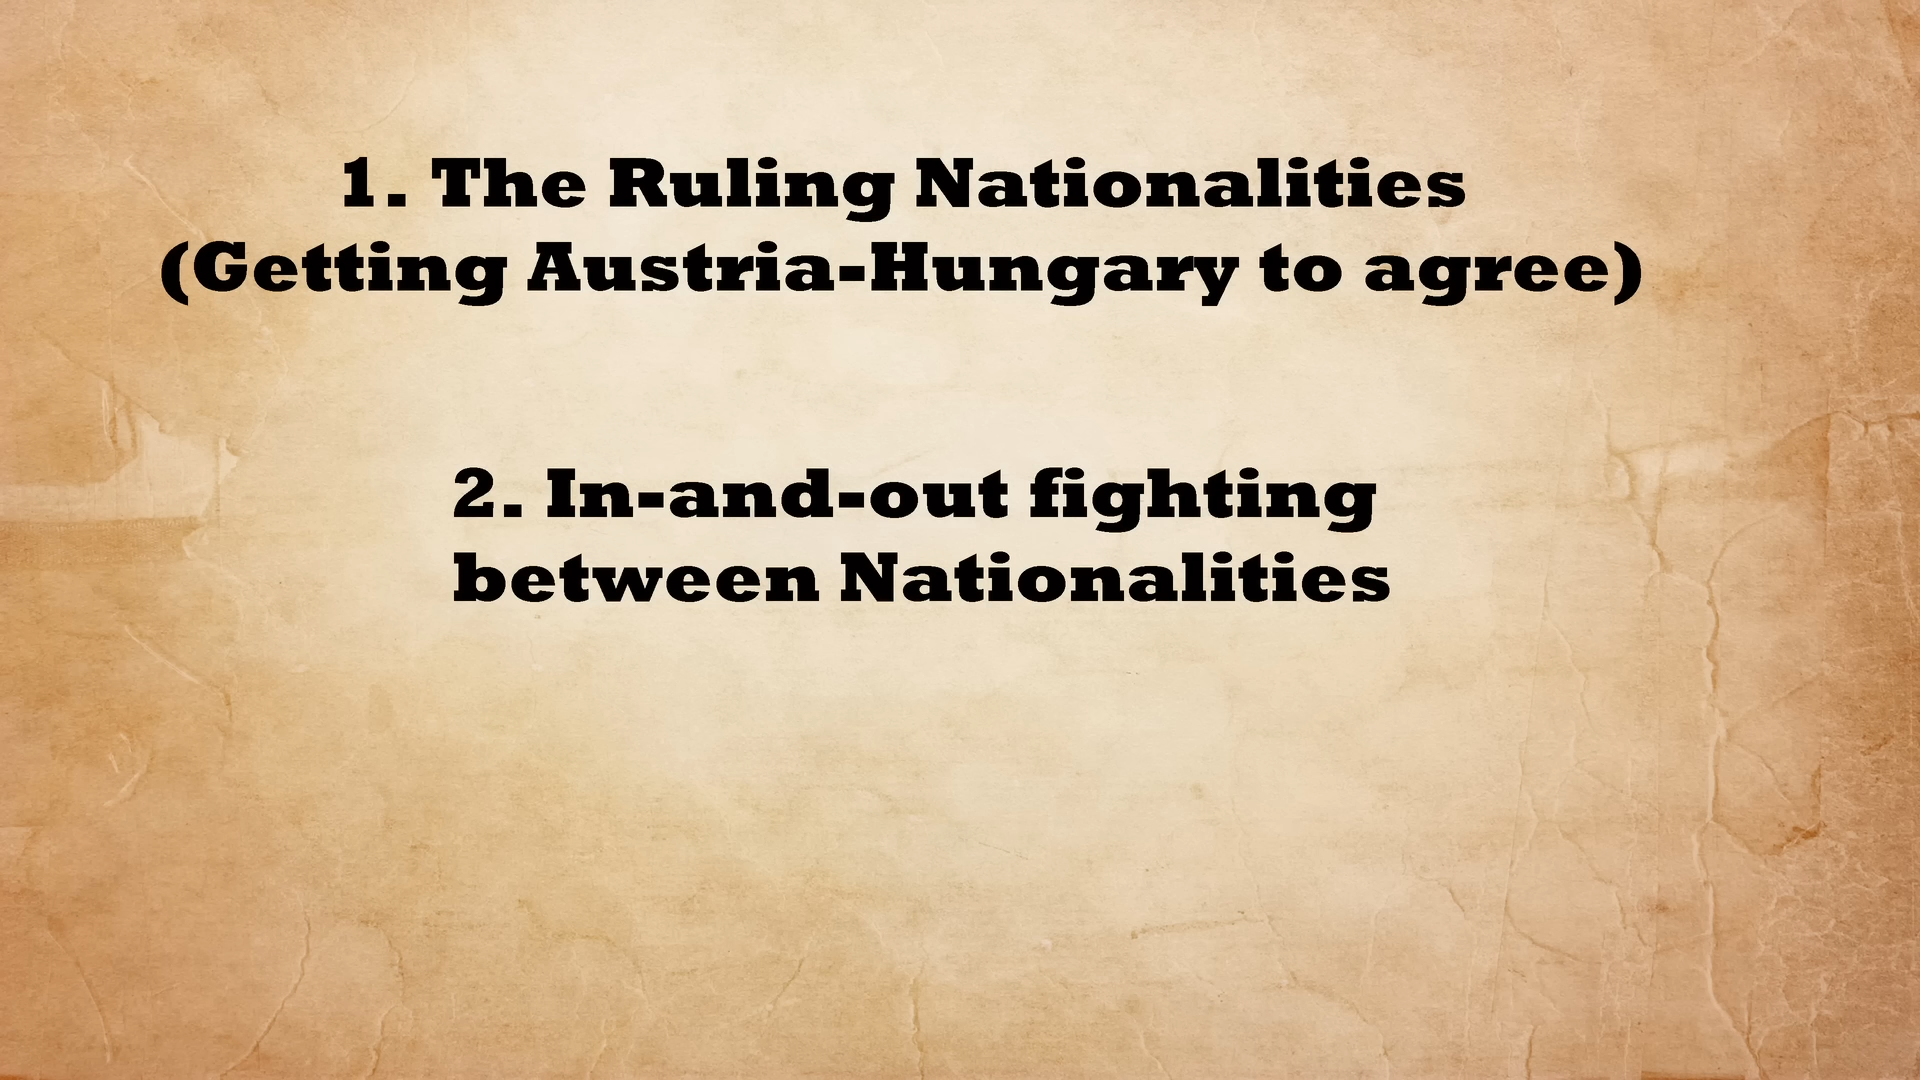 1. The Ruling Nationalities
(Getting Austria-Hungary to agree)
2. In-and-out fighting
between Nationalities